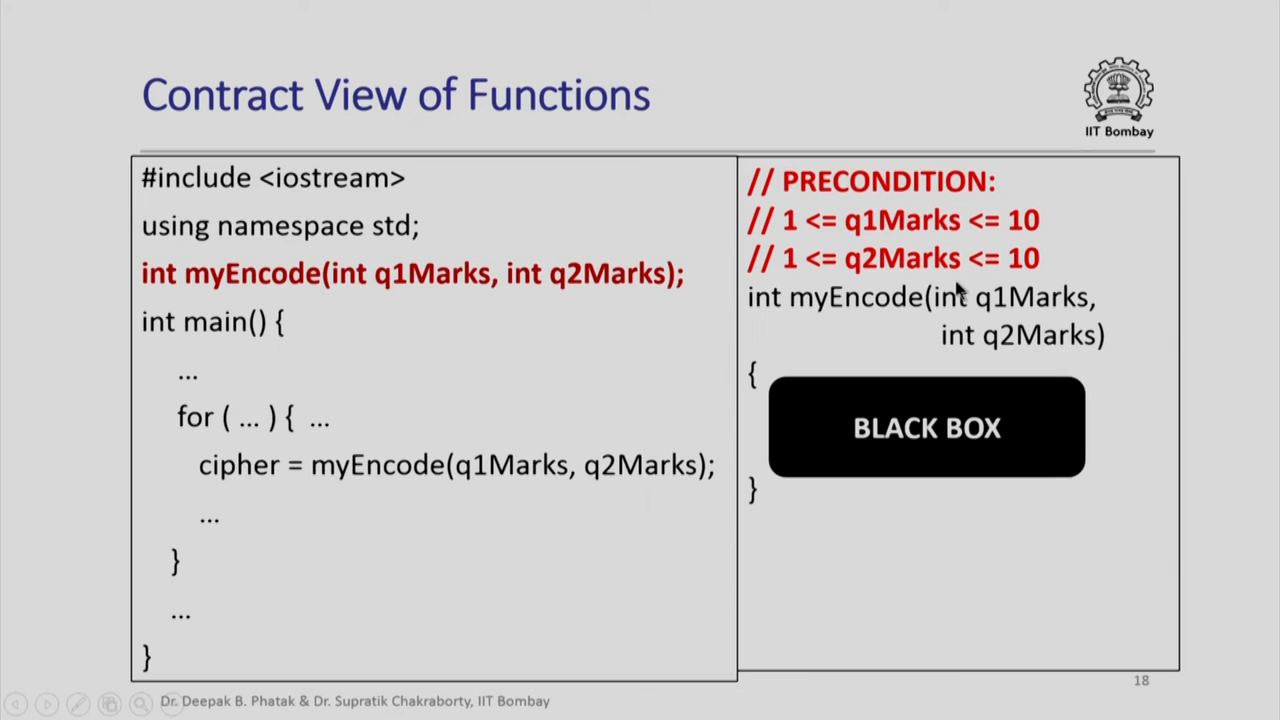 Contract View of Functions
IIT Bombay
#include <iostream>
using namespace std;
int myEncode(int q1Marks, int q2Marks);
int main() {
...
for ( ... ) { ...
cipher = myEncode(q1Marks, q2Marks);
...
}
...
}
// PRECONDITION:
// 1 <= q1Marks <= 10
// 1 <= q2Marks <= 10
int myEncode(int q1Marks,
int q2Marks)
{
BLACK BOX
}
18
Dr. Deepak B. Phatak & Dr. Supratik Chakraborty, IIT Bombay